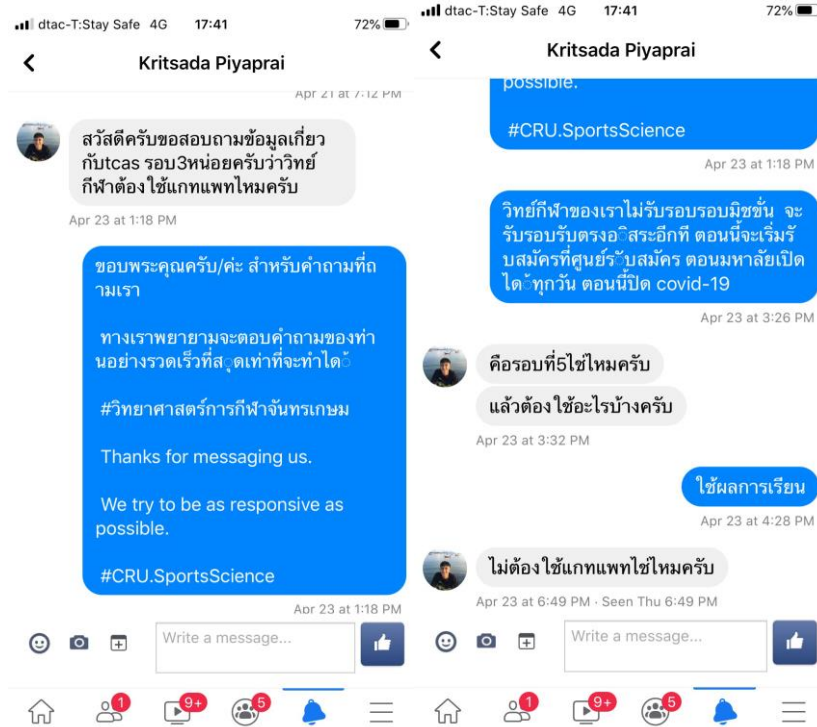 dtac-T:Stay Safe 4G 17:41 72%
Kritsada Piyaprai
Apr 21 at 7:12 PM
สวัสดีครับขอสอบถามข้อมูลเกี่ยว
กับtcas รอบ3หน่อยครับว่าวิทย์
กีฬาต้องใช้แกทแพทไหมครับ
Apr 23 at 1:18 PM
ขอบพระคุณครับ/ค่ะ สำหรับคำถามที่ถ
ามเรา
ทางเราพยายามจะตอบคำถามของท่า
นอย่างรวดเร็วที่สุดเท่าที่จะทำได้
#วิทยาศาสตร์การกีฬาจันทรเกษม
Thanks for messaging us.
We try to be as responsive as
possible.
#CRU.SportsScience
Apr 23 at 1:18 PM
Write a message...
1
9+
5
dtac-T:Stay Safe 4G 17:41 72%
Kritsada Piyaprai
possible.
#CRU.SportsScience
Apr 23 at 1:18 PM
วิทย์กีฬาของเราไม่รับรอบรอบมิชชั่น จะ
รับรอบรับตรงอิสระอีกที ตอนนี้จะเริ่มรั
บสมัครที่ศูนย์รับสมัคร ตอนมหาลัยเปิด
ได้ทุกวัน ตอนนี้ปิด covid-19
Apr 23 at 3:26 PM
คือรอบที่5ใช่ไหมครับ
แล้วต้องใช้อะไรบ้างครับ
Apr 23 at 3:32 PM
ใช้ผลการเรียน
Apr 23 at 4:28 PM
ไม่ต้องใช้แกทแพทใช่ไหมครับ
Apr 23 at 6:49 PM · Seen Thu 6:49 PM
Write a message...
1
9+
5